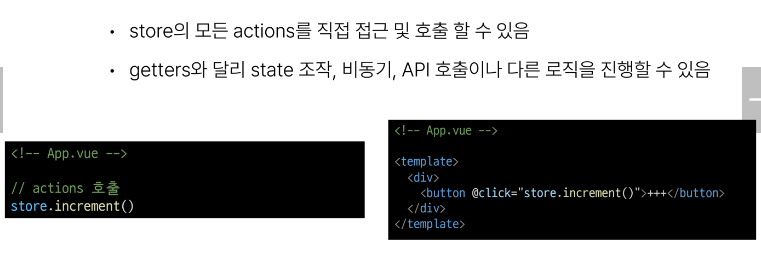 • store의 모든 actions를 직접 접근 및 호출 할 수 있음
• getters와 달리 state 조작, 비동기, API 호출이나 다른 로직을 진행할 수 있음
<!-- App.vue -->
// actions 호출
store.increment()
<!-- App.vue -->
<template>
  <div>
    <button @click="store.increment()">+++</button>
  </div>
</template>